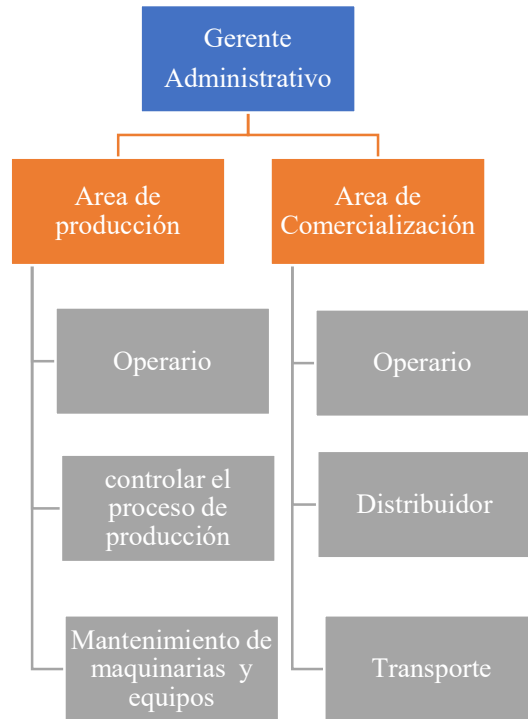 Gerente
Administrativo
Area de
producción
Area de
Comercialización
Operario
controlar el
proceso de
producción
Mantenimiento de
maquinarias y
equipos
Operario
Distribuidor
Transporte